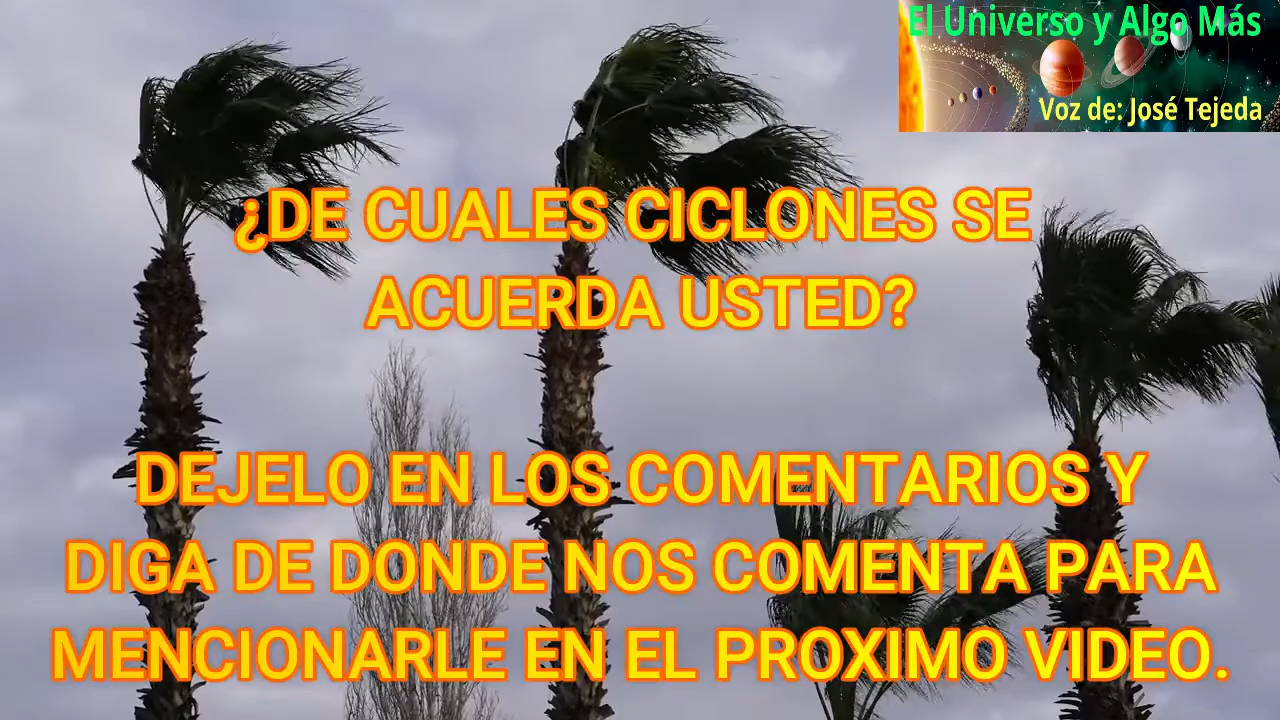 El Universo y Algo Más
Voz de: José Tejeda
¿DE CUALES CICLONES SE
ACUERDA USTED?
DEJELO EN LOS COMENTARIOS Y
DIGA DE DONDE NOS COMENTA PARA
MENCIONARLE EN EL PROXIMO VIDEO.